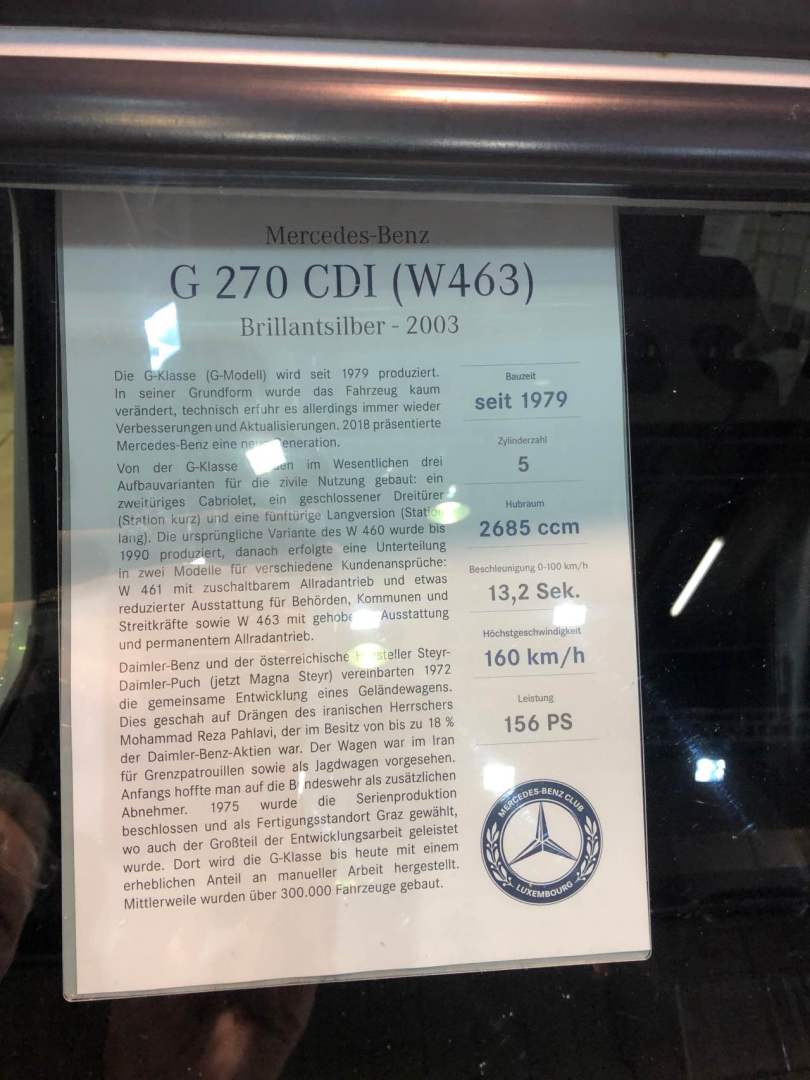 Mercedes-Benz
G 270 CDI (W463)
Brillantsilber - 2003
Die G-Klasse (G-Modell) wird seit 1979 produziert.
In seiner Grundform wurde das Fahrzeug kaum
verändert, technisch erfuhr es allerdings immer wieder
Verbesserungen und Aktualisierungen. 2018 präsentierte
Mercedes-Benz eine
Von der G-Klasse im Wesentlichen drei
Aufbauvarianten für die zivile Nutzung gebaut: ein
zweitüriges Cabriolet, ein geschlossener Dreitürer
(Station kurz) und eine fünftürige Langversion (Station
lang). Die ursprüngliche Variante des W 460 wurde bis
1990 produziert, danach erfolgte eine Unterteilung
in zwei Modelle für verschiedene Kundenansprüche:
W 461 mit zuschaltbarem Allradantrieb und etwas
reduzierter Ausstattung für Behörden, Kommunen und
Streitkräfte sowie W 463 mit Ausstattung
und permanentem Allradantrieb.
Daimler-Benz und der österreichische Steyr-
Daimler-Puch (jetzt Magna Steyr) vereinbarten 1972
die gemeinsame Entwicklung eines Geländewagens.
Dies geschah auf Drängen des iranischen Herrschers
Mohammad Reza Pahlavi, der im Besitz von bis zu 18 %
der Daimler-Benz-Aktien war. Der Wagen war im Iran
für Grenzpatrouillen sowie als Jagdwagen vorgesehen.
Anfangs hoffte man auf die Bundeswehr als zusätzlichen
Abnehmer. 1975 wurde die Serienproduktion
beschlossen und als Fertigungsstandort Graz gewählt,
wo auch der Großteil der Entwicklungsarbeit geleistet
wurde. Dort wird die G-Klasse bis heute mit einem
erheblichen Anteil an manueller Arbeit hergestellt.
Mittlerweile wurden über 300.000 Fahrzeuge gebaut.
Bauzeit
seit 1979
Zylinderzahl
5
Hubraum
2685 ccm
Beschleunigung 0-100 km/h
13,2 Sek.
Höchstgeschwindigkeit
160 km/h
Leistung
156 PS
MERCEDES-BENZ CLUB
LUXEMBOURG